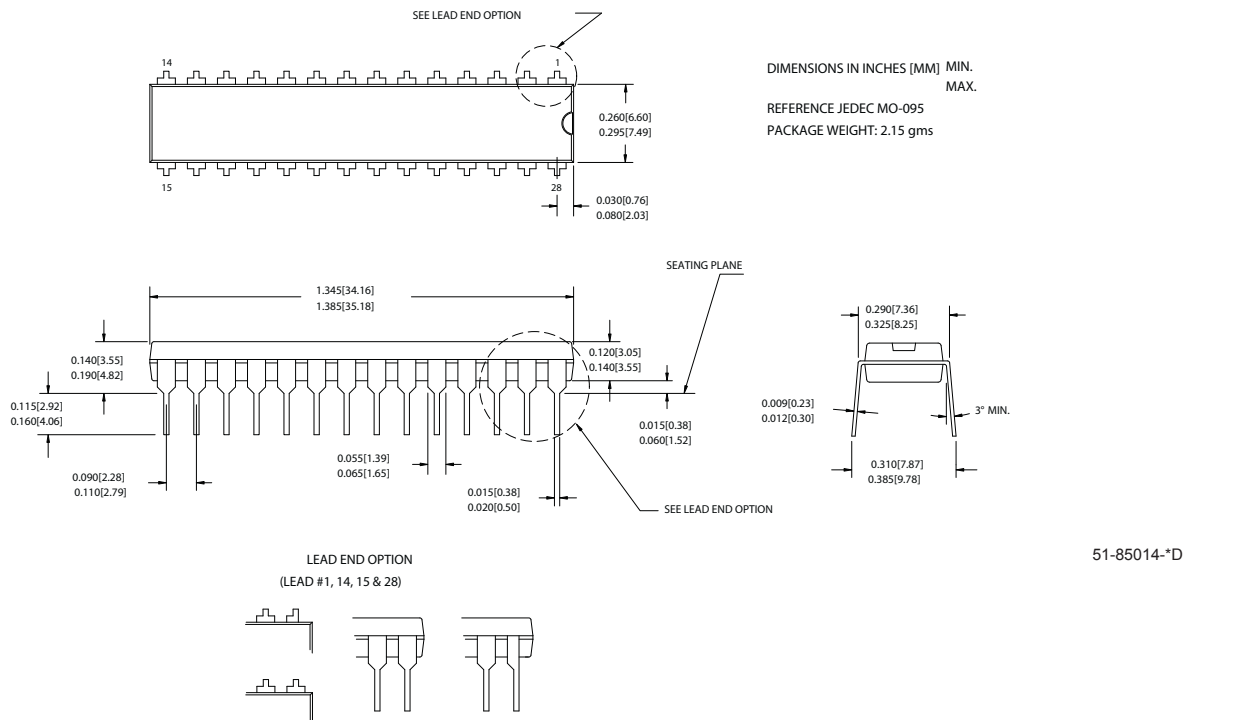 SEE LEAD END OPTION
14
1
DIMENSIONS IN INCHES [MM] MIN.
MAX.
REFERENCE JEDEC MO-095
PACKAGE WEIGHT: 2.15 gms
0.260[6.60]
0.295[7.49]
15
28
0.030[0.76]
0.080[2.03]
SEATING PLANE
1.345[34.16]
1.385[35.18]
0.290[7.36]
0.325[8.25]
0.140[3.55]
0.190[4.82]
0.120[3.05]
0.140[3.55]
0.115[2.92]
0.160[4.06]
0.009[0.23]
0.012[0.30]
3° MIN.
0.015[0.38]
0.060[1.52]
0.055[1.39]
0.065[1.65]
0.090[2.28]
0.110[2.79]
0.310[7.87]
0.385[9.78]
0.015[0.38]
0.020[0.50]
SEE LEAD END OPTION
LEAD END OPTION
(LEAD #1, 14, 15 & 28)
51-85014-*D